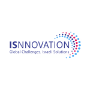 ISNNOVATION
Global Challenges, Israeli Solutions